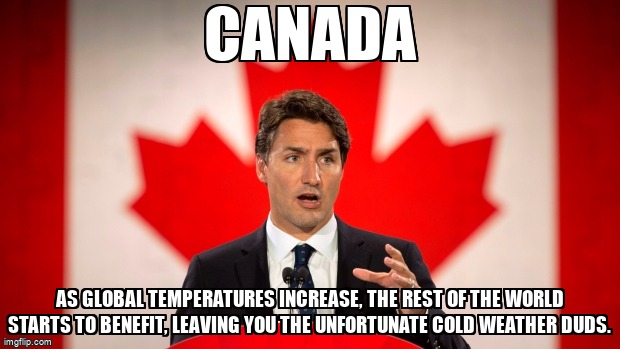 CANADA
AS GLOBAL TEMPERATURES INCREASE, THE REST OF THE WORLD
STARTS TO BENEFIT, LEAVING YOU THE UNFORTUNATE COLD WEATHER DUDS.
imgflip.com